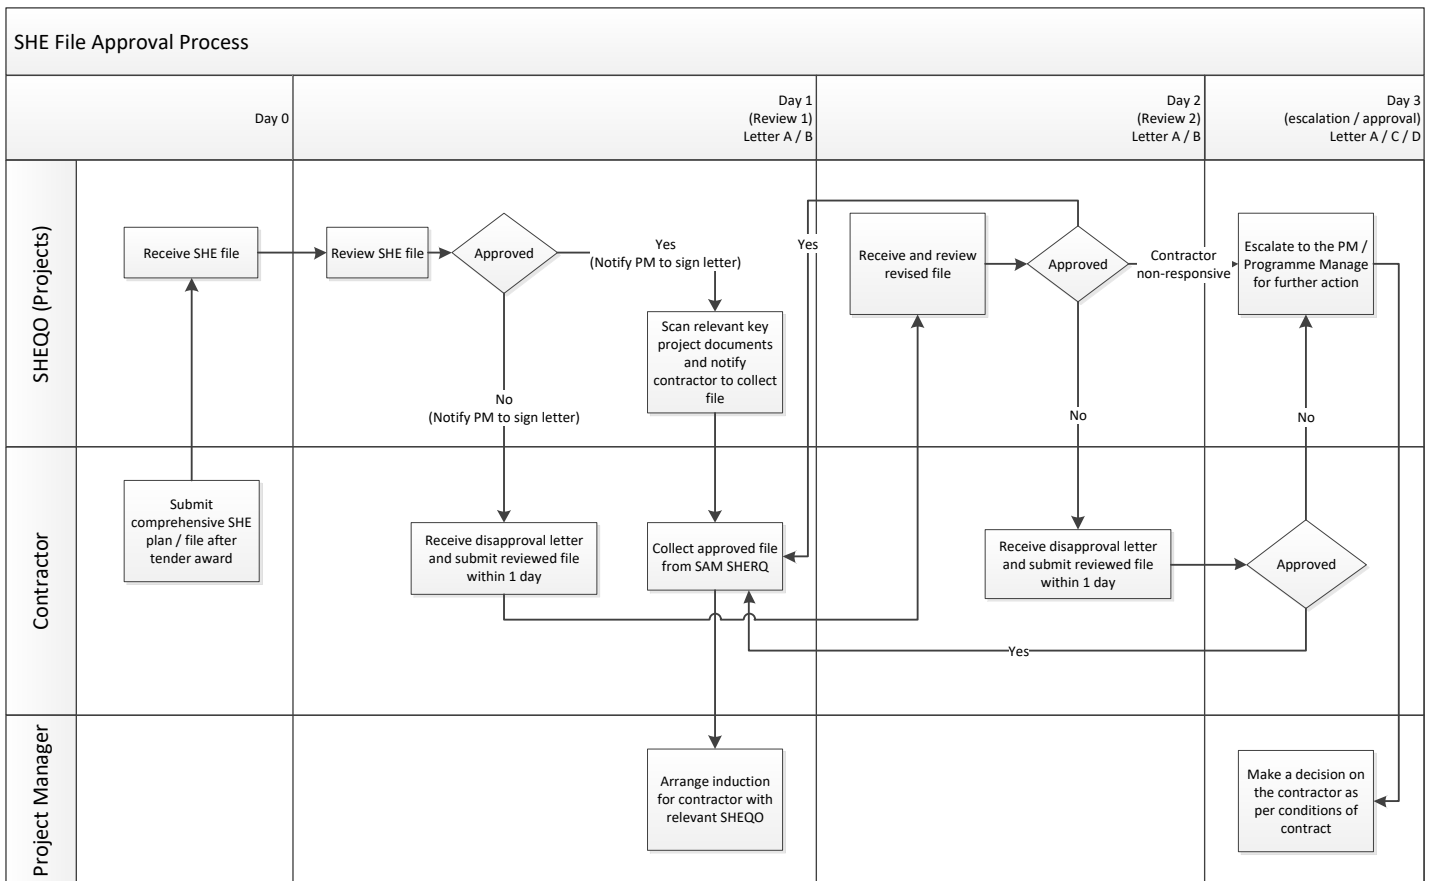 SHE File Approval Process
Day 0
Day 1
(Review 1)
Letter A / B
Day 2
(Review 2)
Letter A / B
Day 3
(escalation / approval)
Letter A / C / D
SHEQO (Projects)
Receive SHE file
Review SHE file
Approved
Yes
(Notify PM to sign letter)
No
(Notify PM to sign letter)
Scan relevant key
project documents
and notify
contractor to collect
file
Yes
Receive and review
revised file
Approved
Contractor
non-responsive
No
Escalate to the PM /
Programme Manage
for further action
No
Contractor
Submit
comprehensive SHE
plan / file after
tender award
Receive disapproval letter
and submit reviewed file
within 1 day
Collect approved file
from SAM SHERQ
Receive disapproval letter
and submit reviewed file
within 1 day
Approved
Yes
Project Manager
Arrange induction
for contractor with
relevant SHEQO
Make a decision on
the contractor as
per conditions of
contract